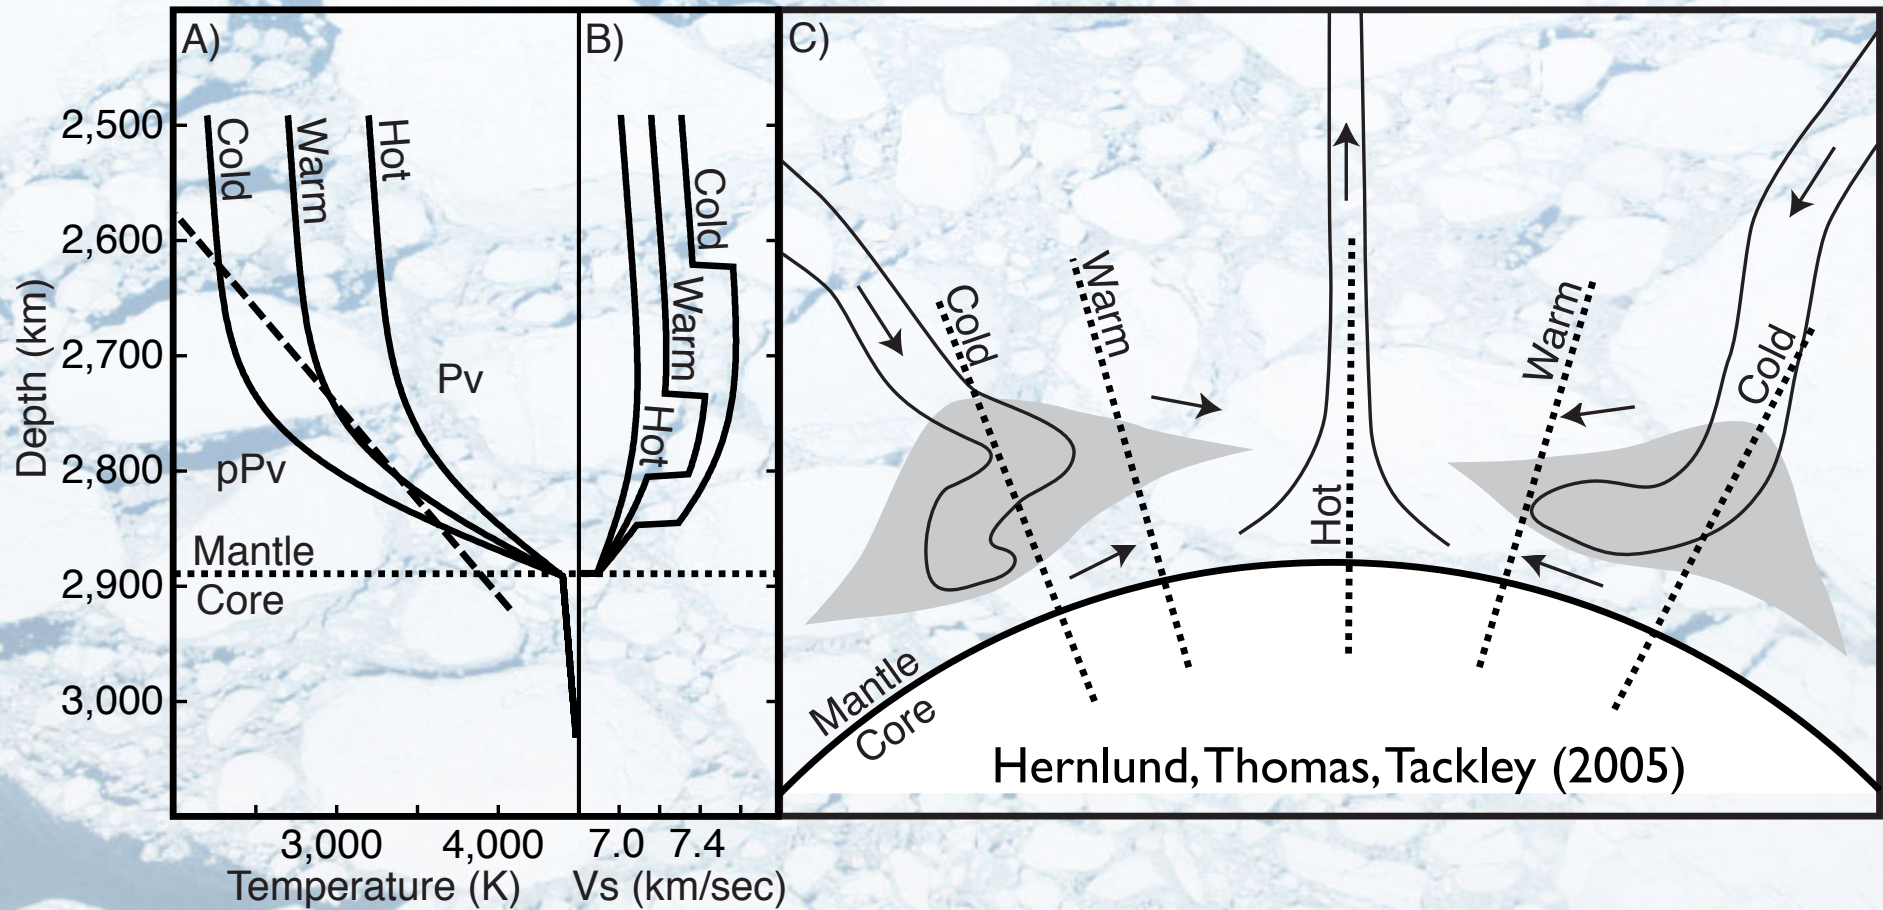 A)
B)
C)
2,500
2,600
2,700
2,800
2,900
3,000
Depth (km)
Cold
Warm
Hot
Pv
pPv
Mantle
Core
3,000
4,000
Temperature (K)
Cold
Warm
Hot
7.0
7.4
Vs (km/sec)
Cold
Warm
Hot
Warm
Cold
Mantle
Core
Hernlund, Thomas, Tackley (2005)